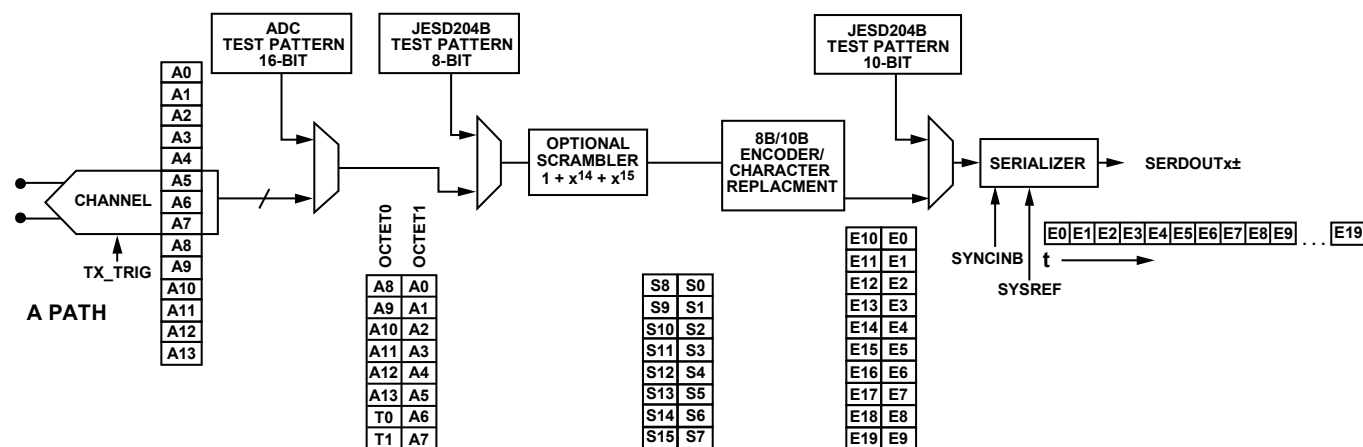 ADC
TEST PATTERN
16-BIT
JESD204B
TEST PATTERN
8-BIT
JESD204B
TEST PATTERN
10-BIT
A0
A1
A2
A3
A4
A5
A6
A7
A8
A9
A10
A11
A12
A13
CHANNEL
TX_TRIG
A PATH
OCTET0
OCTET1
A8 A0
A9 A1
A10 A2
A11 A3
A12 A4
A13 A5
T0 A6
T1 A7
OPTIONAL
SCRAMBLER
1 + x¹⁴ + x¹⁵
S8 S0
S9 S1
S10 S2
S11 S3
S12 S4
S13 S5
S14 S6
S15 S7
8B/10B
ENCODER/
CHARACTER
REPLACMENT
E10 E0
E11 E1
E12 E2
E13 E3
E14 E4
E15 E5
E16 E6
E17 E7
E18 E8
E19 E9
SERIALIZER
SERDOUTx±
SYNCINB
SYSREF
E0 E1 E2 E3 E4 E5 E6 E7 E8 E9 . . . E19
t